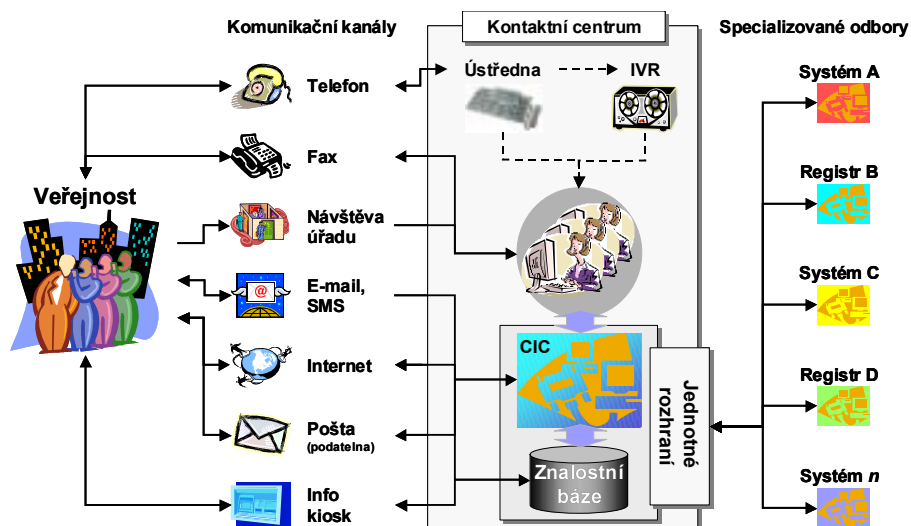 Komunikační kanály
Kontaktní centrum
Specializované odbory
Telefon
Fax
Veřejnost
Návštěva
úřadu
E-mail,
SMS
@
Internet
Pošta
(podatelna)
Info
kiosk
Ústředna
IVR
CIC
Znalostní
báze
Jednotné
rozhraní
Systém A
Registr B
Systém C
Registr D
Systém n